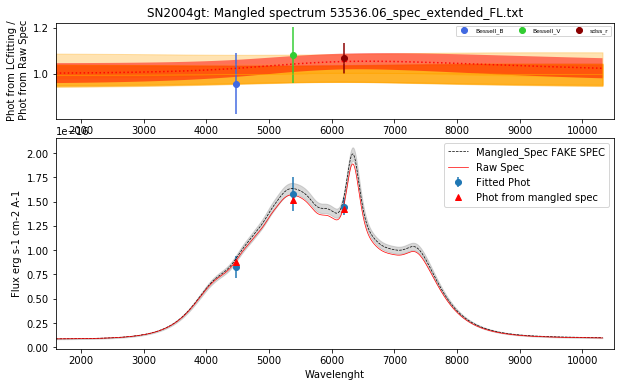 SN2004gt: Mangled spectrum 53536.06_spec_extended_FL.txt
Phot from LCfitting /
Phot from Raw Spec
1.2
1.0
Bessell_B
Bessell_V
sdss_r
2000 3000 4000 5000 6000 7000 8000 9000 10000
1e−16
Flux erg s-1 cm-2 A-1
2.00
1.75
1.50
1.25
1.00
0.75
0.50
0.25
0.00
Mangled_Spec FAKE SPEC
Raw Spec
Fitted Phot
Phot from mangled spec
2000 3000 4000 5000 6000 7000 8000 9000 10000
Wavelenght